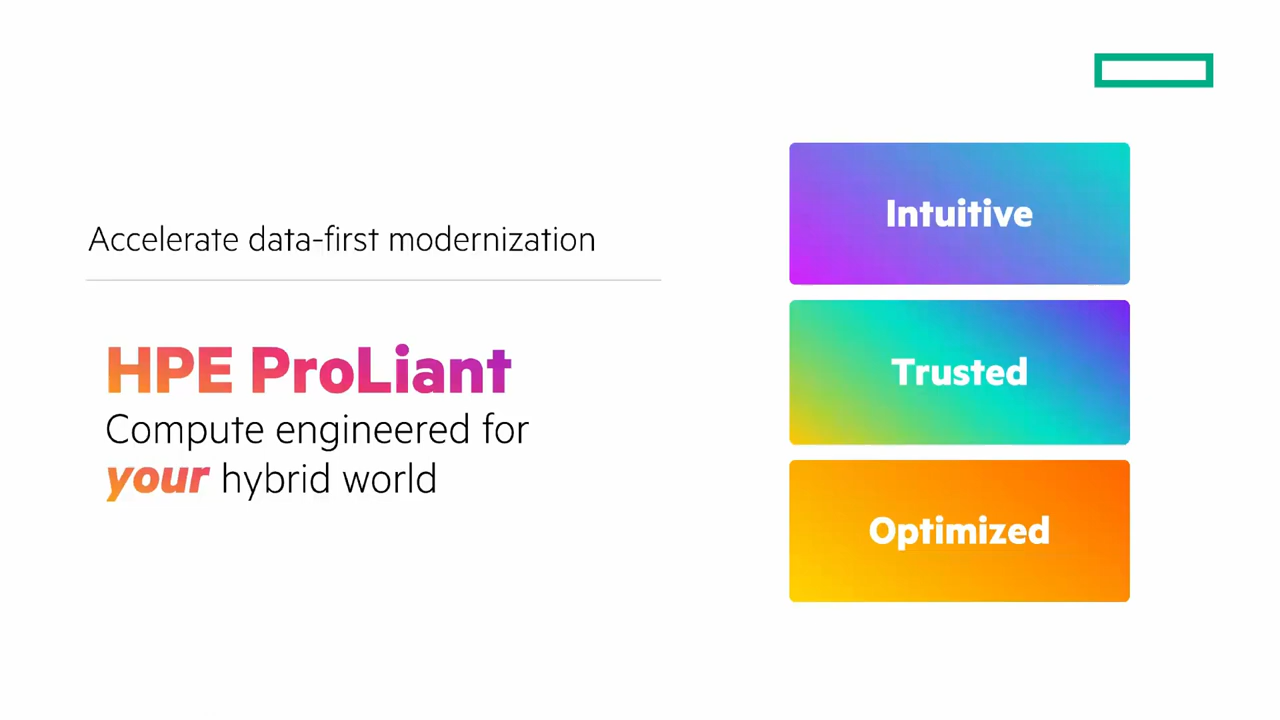 Accelerate data-first modernization
HPE ProLiant
Compute engineered for
your hybrid world
Intuitive
Trusted
Optimized